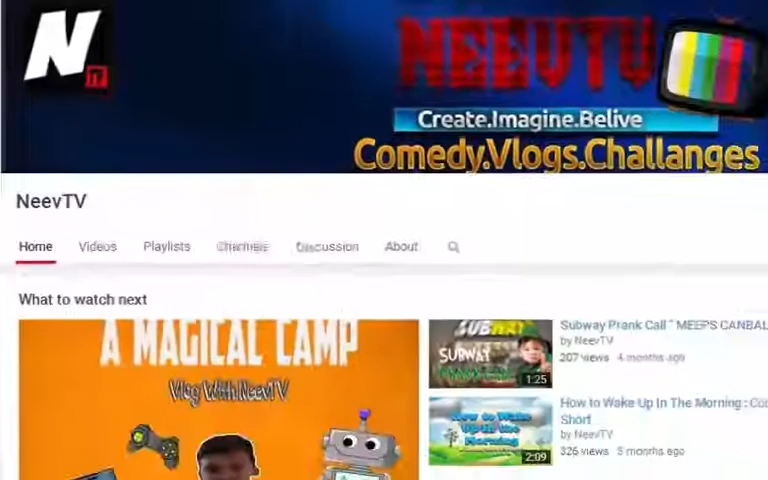 N
TV
NEEVTV
Create.Imagine.Belive
Comedy.Vlogs.Challanges
NeevTV
Home Videos Playlists Channels Discussion About
What to watch next
A MAGICAL CAMP
Vlog With NeevTV
SUBWAY
SUBWAY
1:25
Subway Prank Call " MEEPS CANBAL
by NeevTV
207 views 4 months ago
How to Wake
Up In the
Morning
2:09
How to Wake Up In The Morning : Co
Short
by NeevTV
326 views 5 months ago